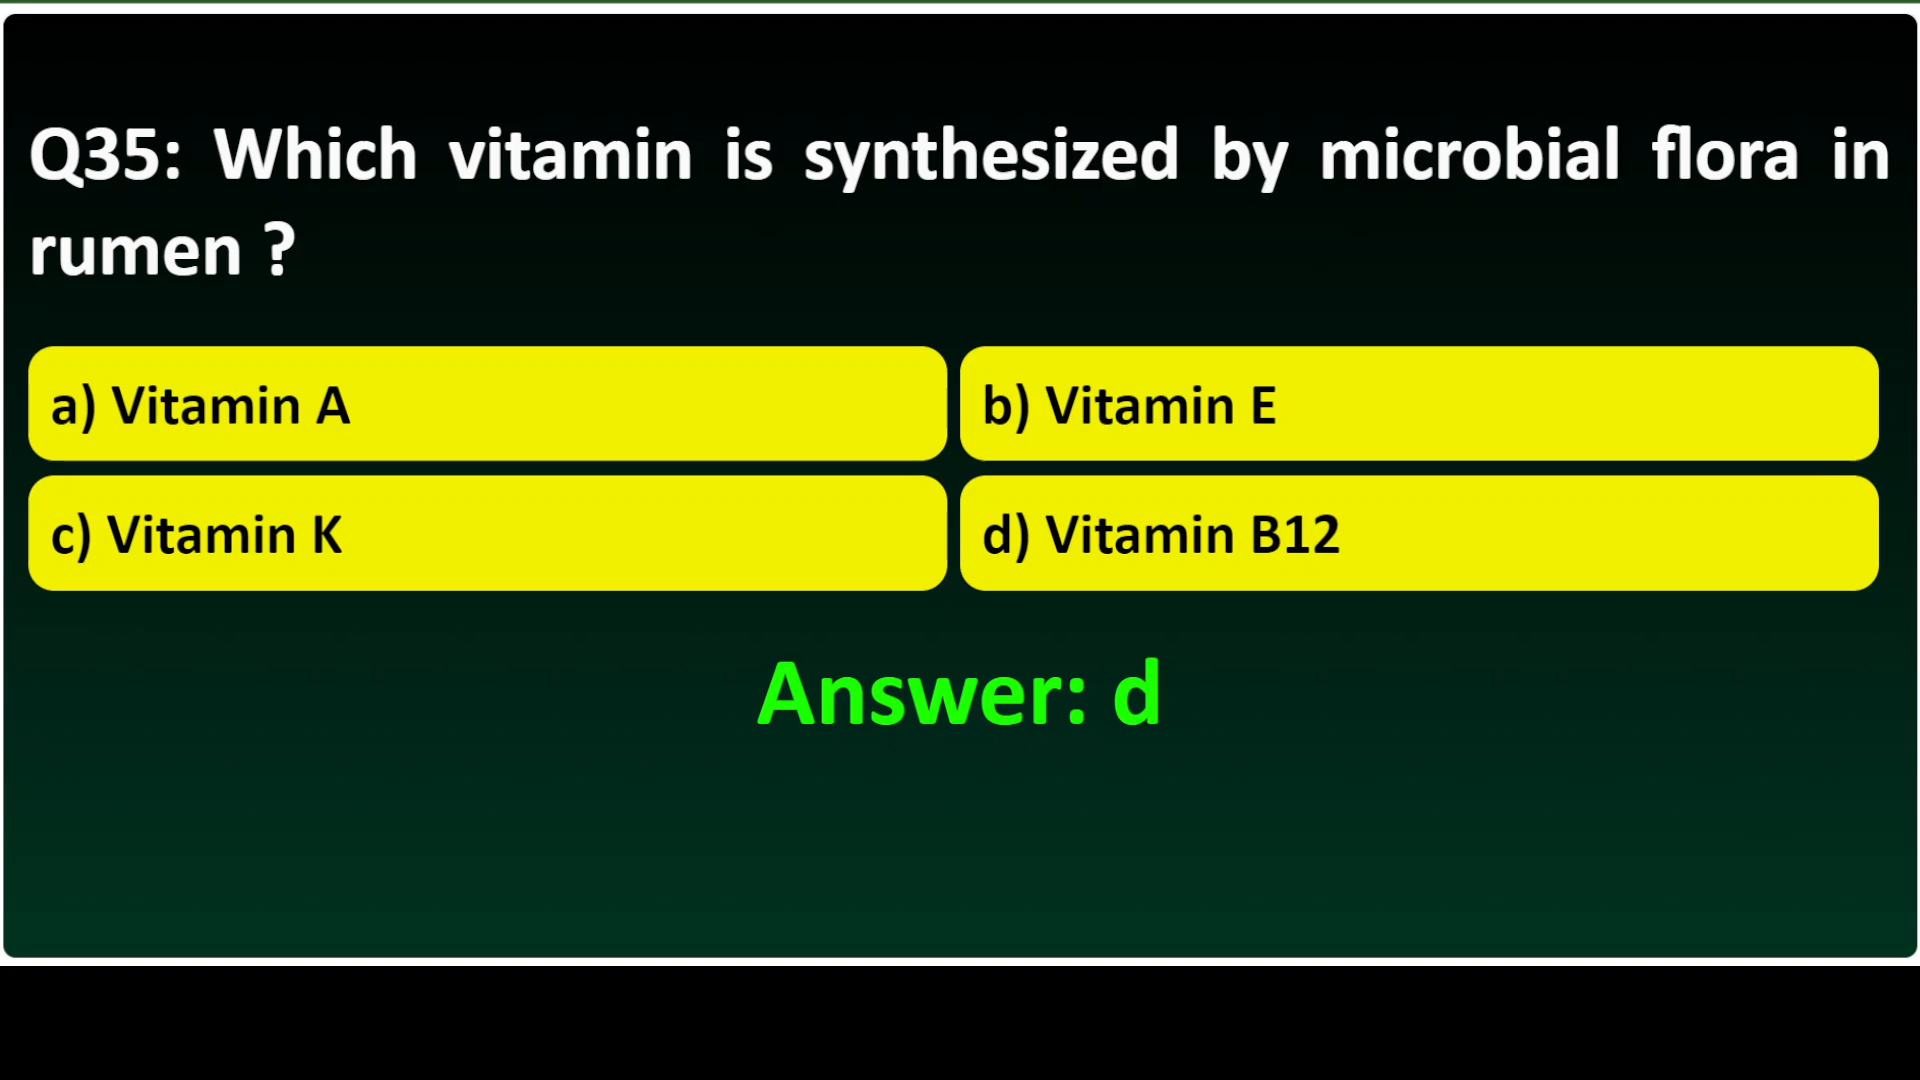 Q35: Which vitamin is synthesized by microbial flora in
rumen ?
a) Vitamin A
b) Vitamin E
c) Vitamin K
d) Vitamin B12
Answer: d